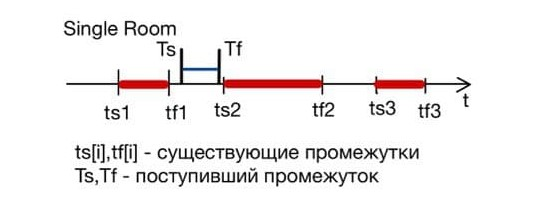 Single Room
Ts Tf
ts1 tf1 ts2 tf2 ts3 tf3 t
ts[i],tf[i] - существующие промежутки
Ts,Tf - поступивший промежуток